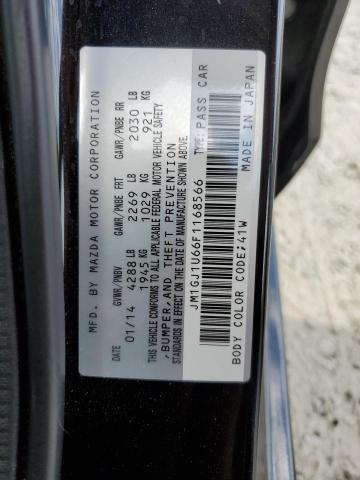 MFD. BY MAZDA MOTOR CORPORATION
DATE GVWR/PNBV GAWR/PNBE FRT GAWR/PNBE RR
01/14 4288 LB 2269 LB 2030 LB
1945 KG 1029 KG 921 KG
THIS VEHICLE CONFORMS TO ALL APPLICABLE FEDERAL MOTOR VEHICLE SAFETY
,BUMPER,AND THEFT PREVENTION
STANDARDS IN EFFECT ON THE DATE OF MANUFACTURE SHOWN ABOVE.
JM1GJ1U66F1168566 TYPE:PASS CAR
BODY COLOR CODE;41W MADE IN JAPAN